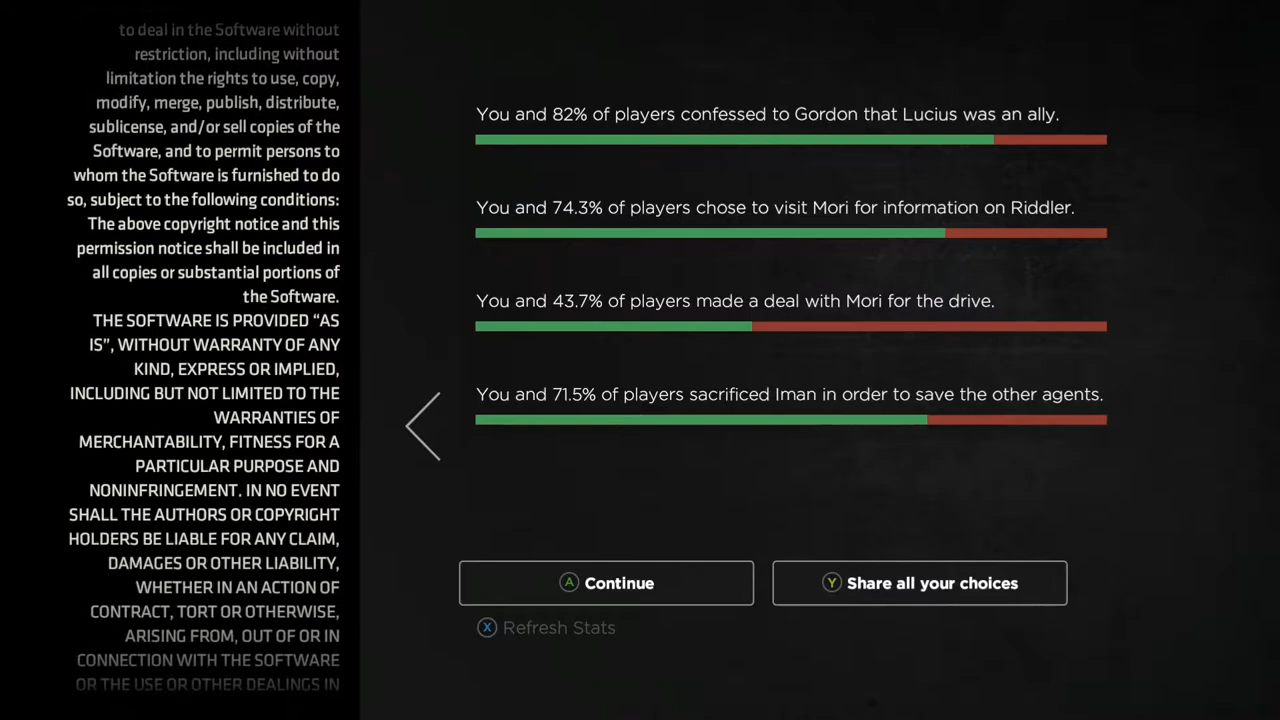 to deal in the Software without
restriction, including without
limitation the rights to use, copy,
modify, merge, publish, distribute,
sublicense, and/or sell copies of the
Software, and to permit persons to
whom the Software is furnished to do
so, subject to the following conditions:
The above copyright notice and this
permission notice shall be included in
all copies or substantial portions of
the Software.
THE SOFTWARE IS PROVIDED “AS
IS”, WITHOUT WARRANTY OF ANY
KIND, EXPRESS OR IMPLIED,
INCLUDING BUT NOT LIMITED TO THE
WARRANTIES OF
MERCHANTABILITY, FITNESS FOR A
PARTICULAR PURPOSE AND
NONINFRINGEMENT. IN NO EVENT
SHALL THE AUTHORS OR COPYRIGHT
HOLDERS BE LIABLE FOR ANY CLAIM,
DAMAGES OR OTHER LIABILITY,
WHETHER IN AN ACTION OF
CONTRACT, TORT OR OTHERWISE,
ARISING FROM, OUT OF OR IN
CONNECTION WITH THE SOFTWARE
OR THE USE OR OTHER DEALINGS IN
You and 82% of players confessed to Gordon that Lucius was an ally.
You and 74.3% of players chose to visit Mori for information on Riddler.
You and 43.7% of players made a deal with Mori for the drive.
You and 71.5% of players sacrificed Iman in order to save the other agents.
A Continue
Y Share all your choices
X Refresh Stats